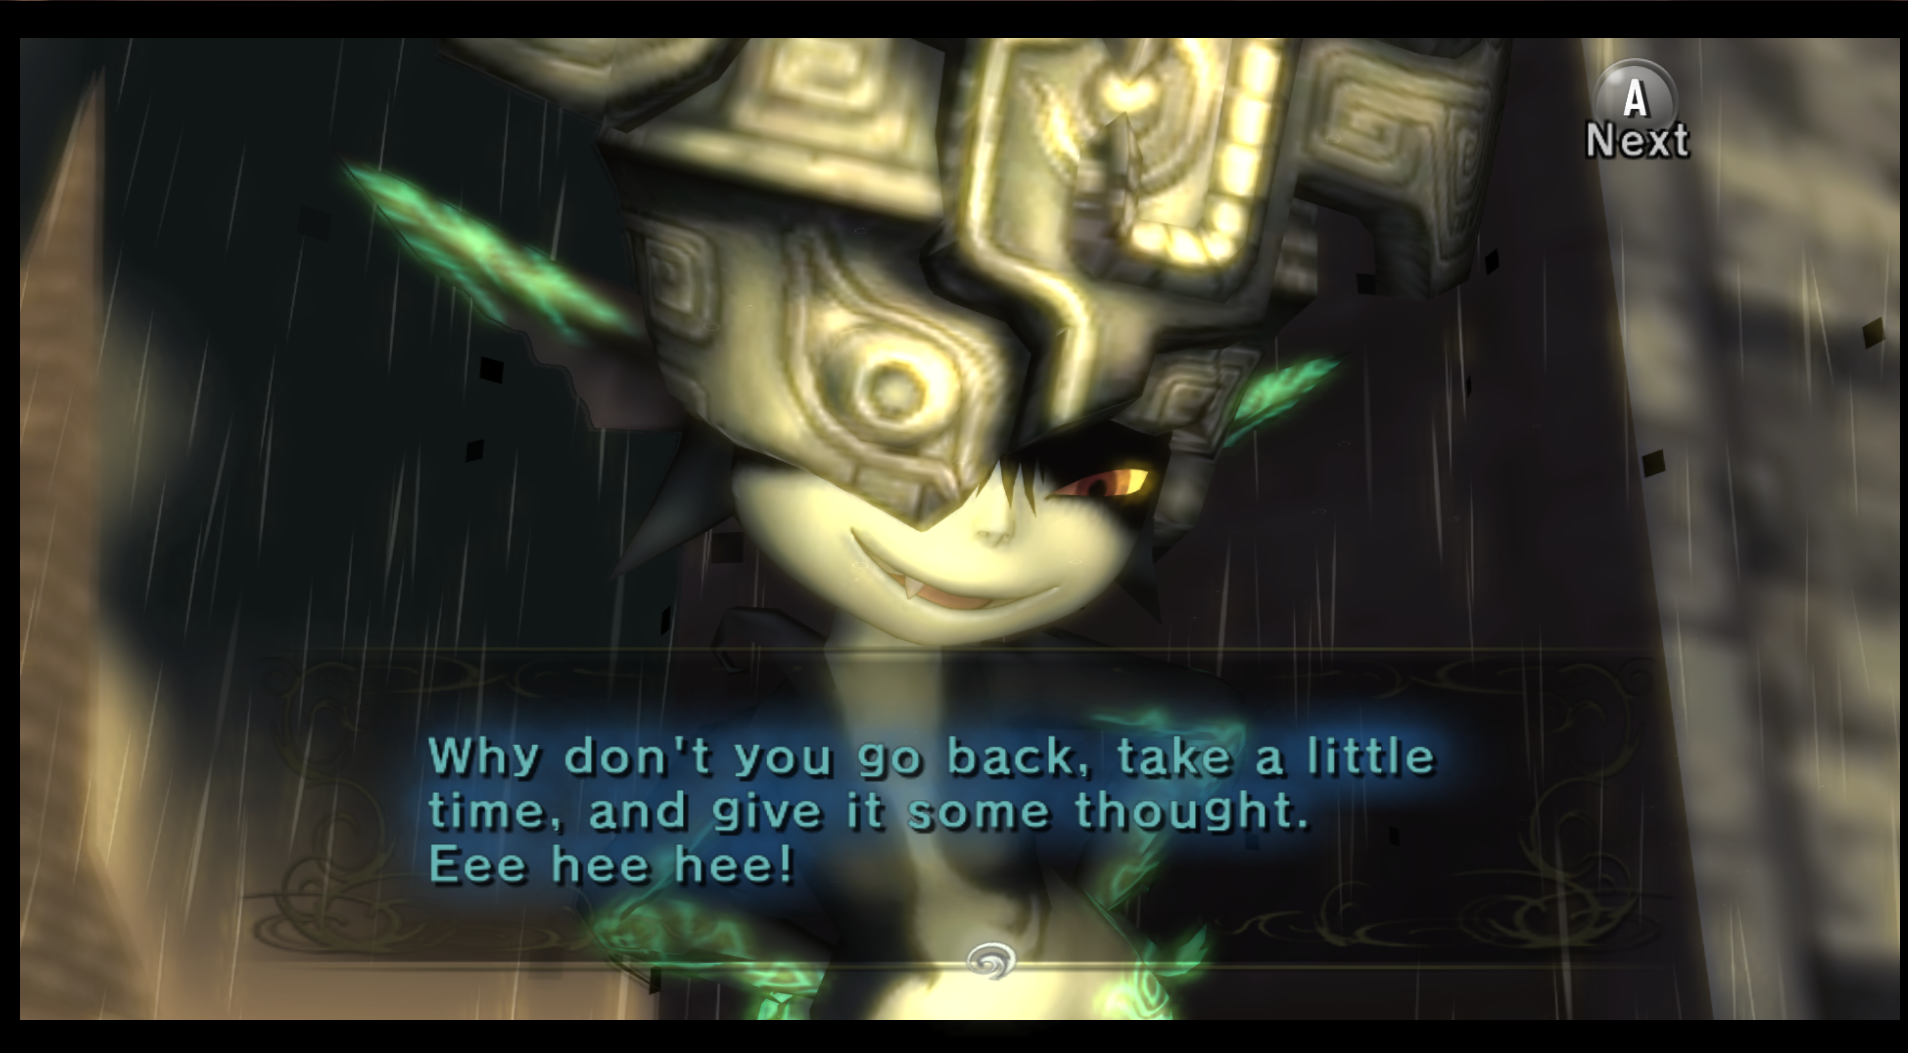 A
Next
Why don't you go back, take a little
time, and give it some thought.
Eee hee hee!